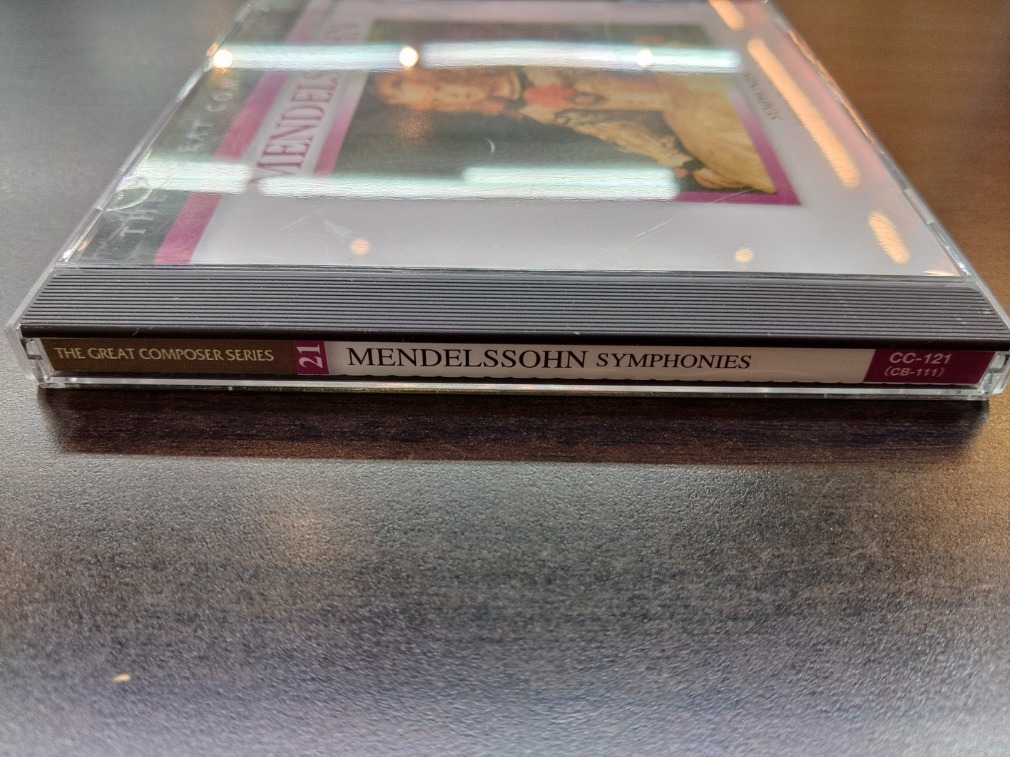 MENDELS
THE GREAT COMPOSER SERIES
21
MENDELSSOHN SYMPHONIES
CC-121
(CB-111)